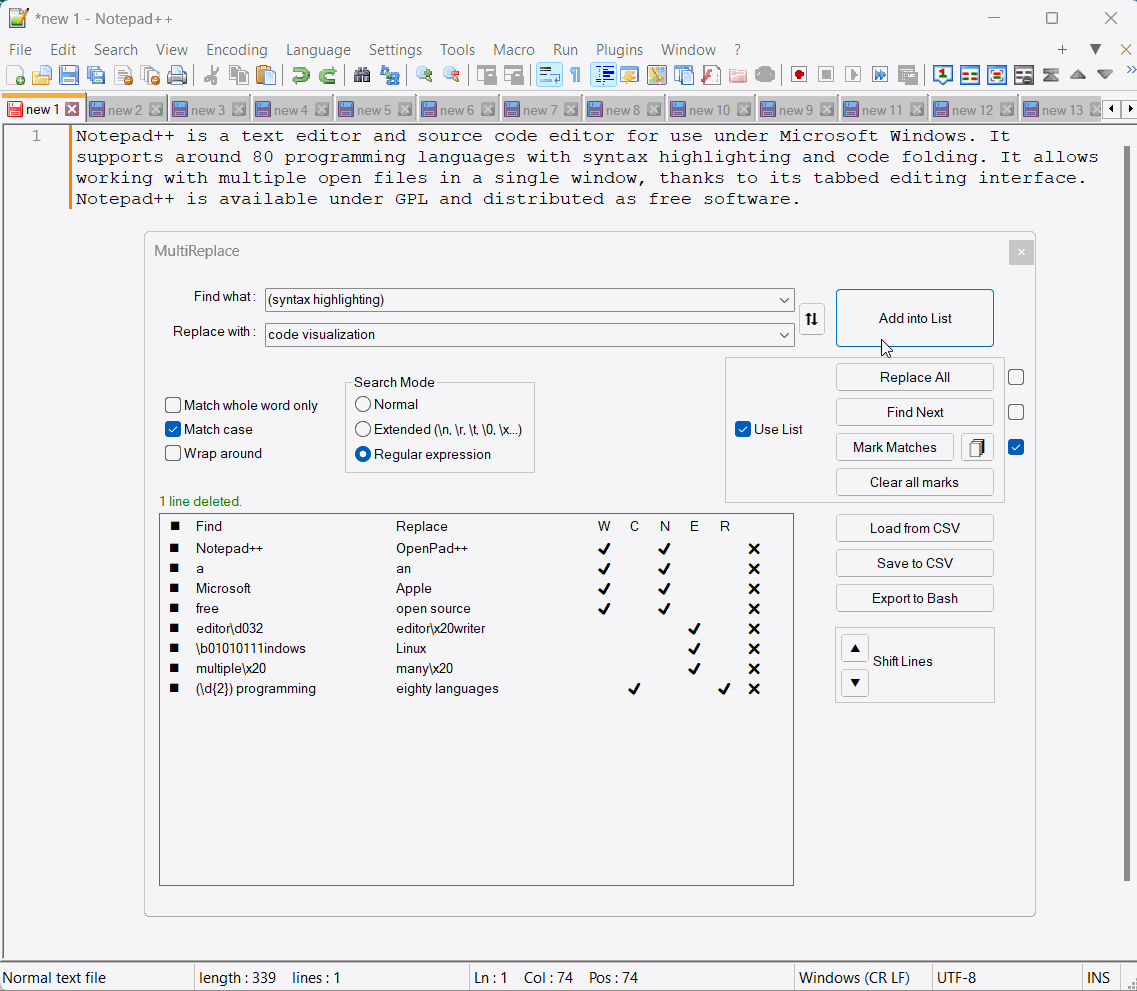 *new 1 - Notepad++
File Edit Search View Encoding Language Settings Tools Macro Run Plugins Window ?
new 1 new 2 new 3 new 4 new 5 new 6 new 7 new 8 new 10 new 9 new 11 new 12 new 13
1 Notepad++ is a text editor and source code editor for use under Microsoft Windows. It
supports around 80 programming languages with syntax highlighting and code folding. It allows
working with multiple open files in a single window, thanks to its tabbed editing interface.
Notepad++ is available under GPL and distributed as free software.
MultiReplace
Find what: (syntax highlighting)
Replace with: code visualization
Add into List
Match whole word only
Match case
Wrap around
Search Mode
Normal
Extended (\n, \r, \t, \0, \x...)
Regular expression
Use List
Replace All
Find Next
Mark Matches
Clear all marks
1 line deleted.
Find Replace W C N E R
Notepad++ OpenPad++
a an
Microsoft Apple
free open source
editor\d032 editor\x20writer
\b01010111indows Linux
multiple\x20 many\x20
(\d{2}) programming eighty languages
Load from CSV
Save to CSV
Export to Bash
Shift Lines
Normal text file length : 339 lines : 1 Ln : 1 Col : 74 Pos : 74 Windows (CR LF) UTF-8 INS